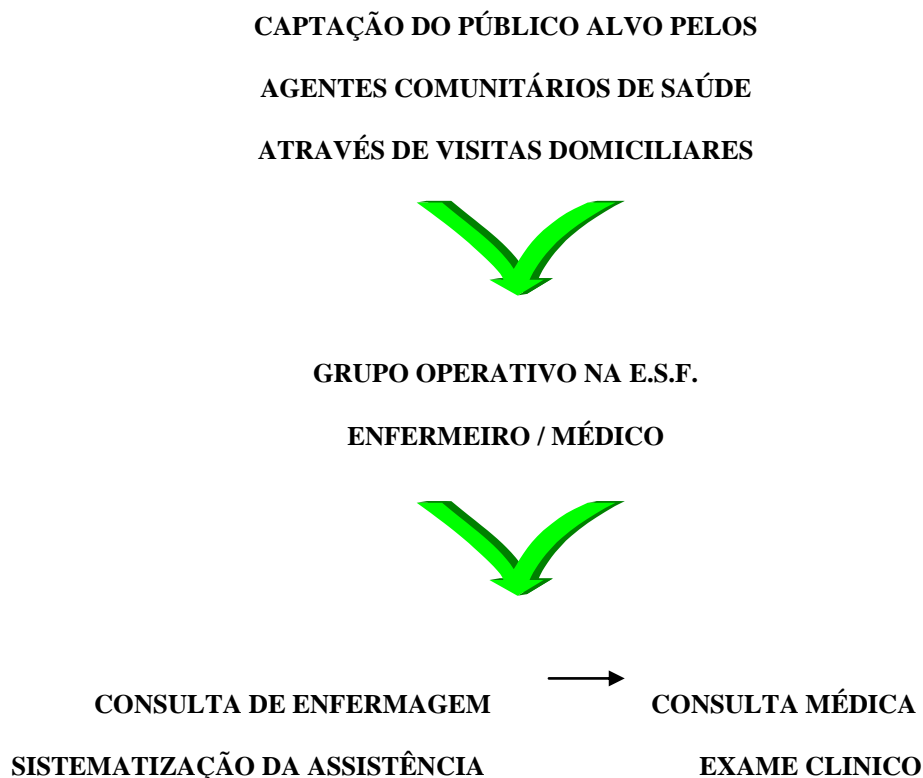 CAPTAÇÃO DO PÚBLICO ALVO PELOS
AGENTES COMUNITÁRIOS DE SAÚDE
ATRAVÉS DE VISITAS DOMICILIARES
GRUPO OPERATIVO NA E.S.F.
ENFERMEIRO / MÉDICO
CONSULTA DE ENFERMAGEM CONSULTA MÉDICA
SISTEMATIZAÇÃO DA ASSISTÊNCIA EXAME CLINICO